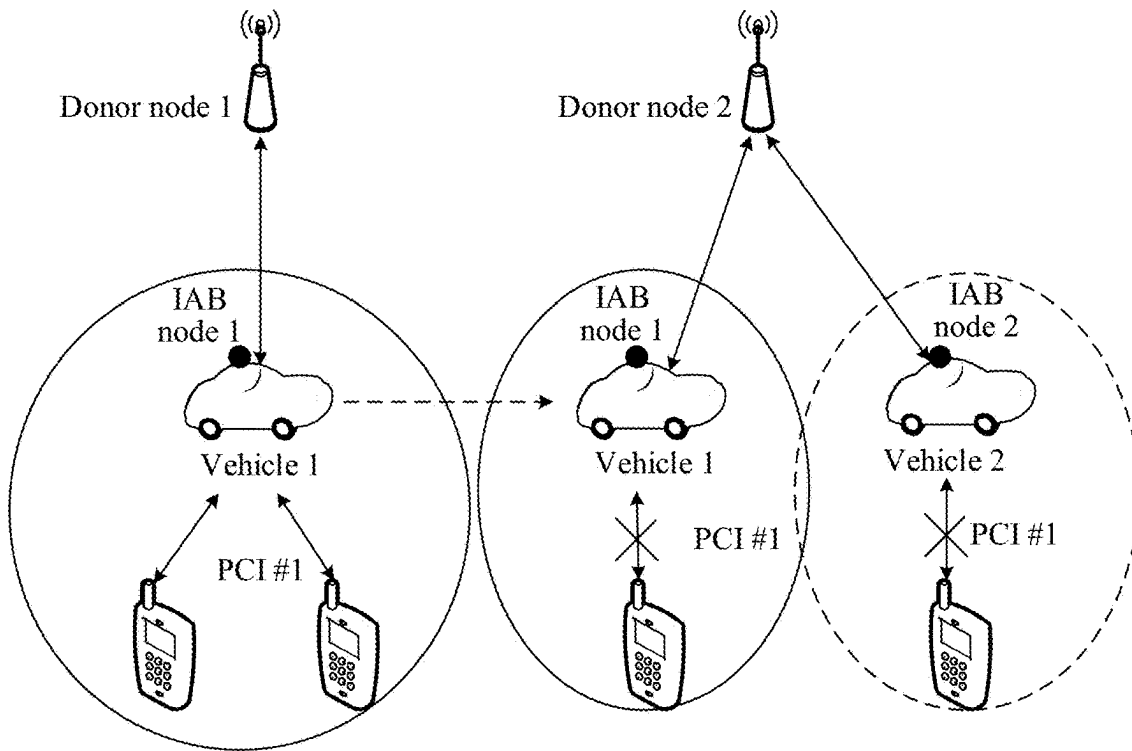 Donor node 1
Donor node 2
IAB
node 1
IAB
node 1
IAB
node 2
Vehicle 1
Vehicle 1
Vehicle 2
PCI #1
PCI #1
PCI #1